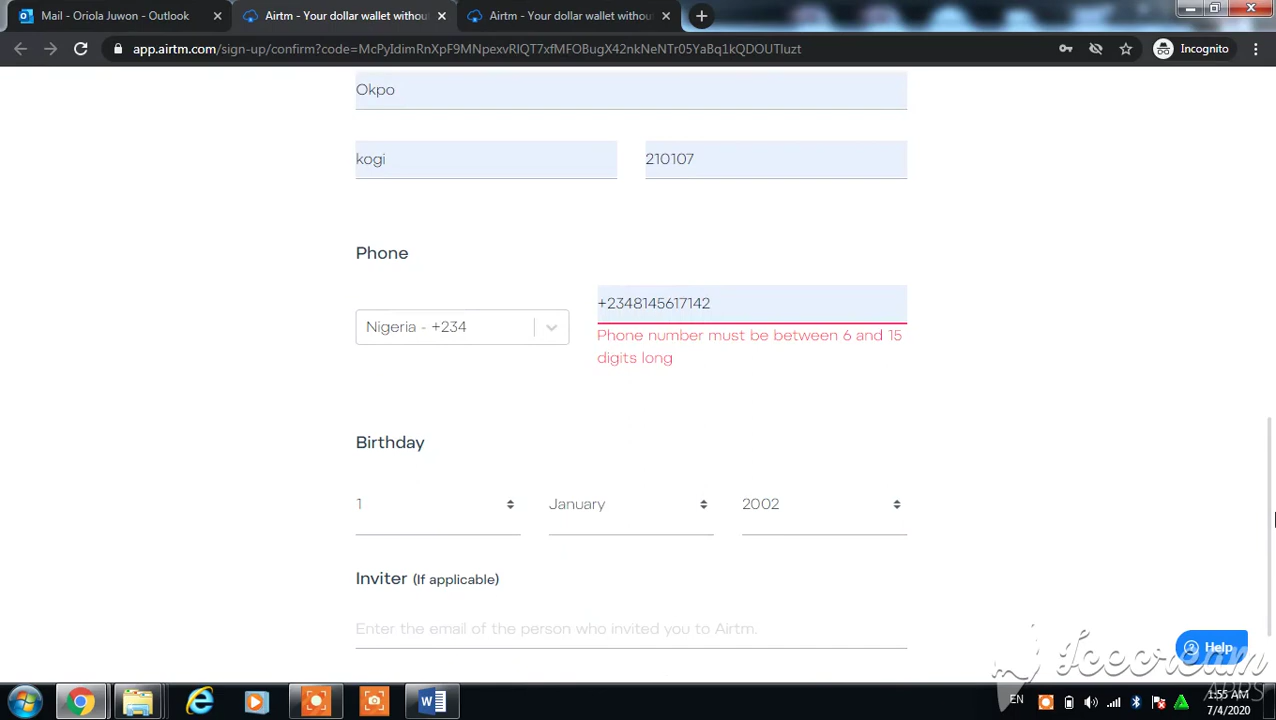 Mail - Oriola Juwon - Outlook
Airtm - Your dollar wallet withou
Airtm - Your dollar wallet withou
app.airtm.com/sign-up/confirm?code=McPyIdimRnXpF9MNpexvRlQT7xfMFOBugX42nkNeNTr05YaBq1kQDOUTluzt
Incognito
Okpo
kogi
210107
Phone
+2348145617142
Nigeria - +234
Phone number must be between 6 and 15
digits long
Birthday
1
January
2002
Inviter (If applicable)
Enter the email of the person who invited you to Airtm.
Help
Icecream
APPS
EN
1:55 AM
7/4/2020